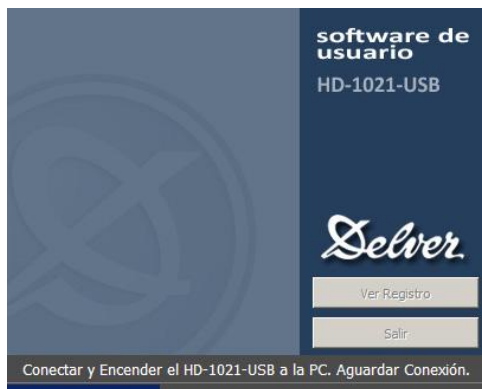 software de
usuario
HD-1021-USB
Delver
Ver Registro
Salir
Conectar y Encender el HD-1021-USB a la PC. Aguardar Conexión.